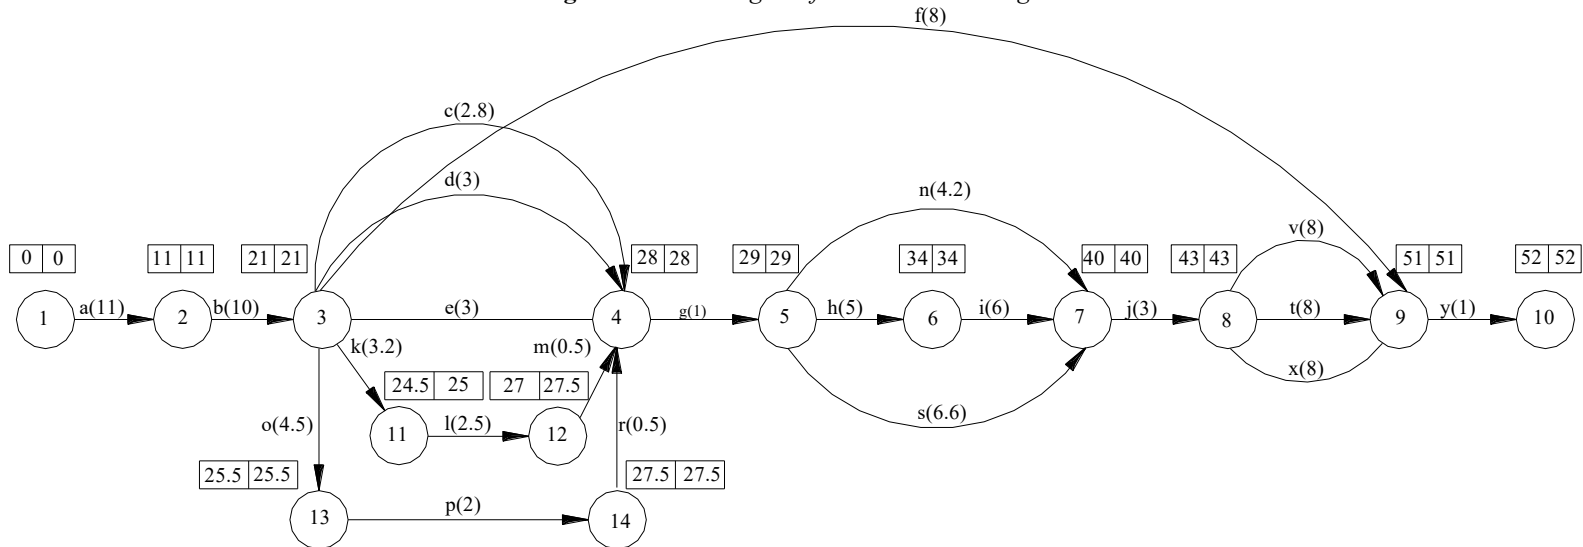 f(8)
c(2.8)
d(3)
n(4.2)
v(8)
0 0
11 11
21 21
28 28
29 29
34 34
40 40
43 43
51 51
52 52
1 a(11) 2 b(10) 3 e(3) 4 g(1) 5 h(5) 6 i(6) 7 j(3) 8 t(8) 9 y(1) 10
k(3.2) m(0.5)
x(8)
24.5 25
27 27.5
o(4.5) 11 l(2.5) 12 r(0.5) s(6.6)
25.5 25.5
27.5 27.5
13 p(2) 14